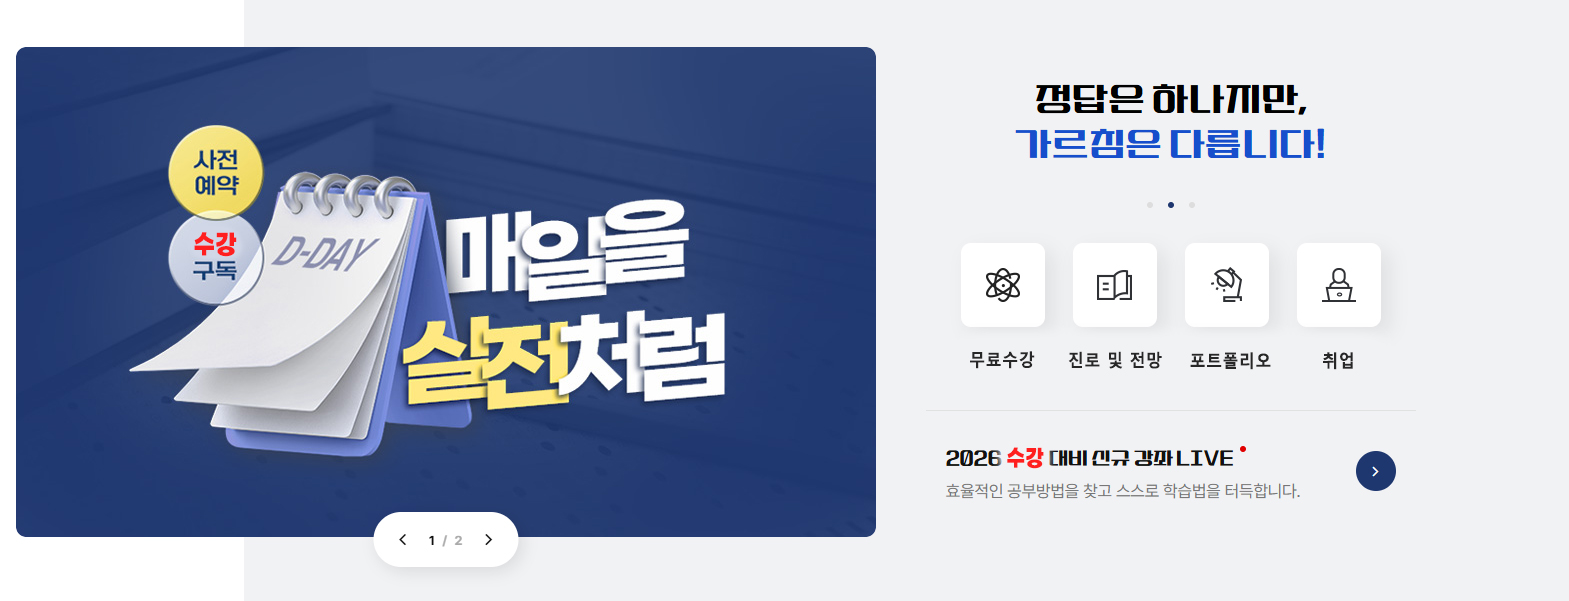 사전
예약
수강
구독
D-DAY
매일을
실전처럼
1 / 2
정답은 하나지만,
가르침은 다릅니다!
무료수강
진로 및 전망
포트폴리오
취업
2026 수강 대비 신규 강좌 LIVE
효율적인 공부방법을 찾고 스스로 학습법을 터득합니다.